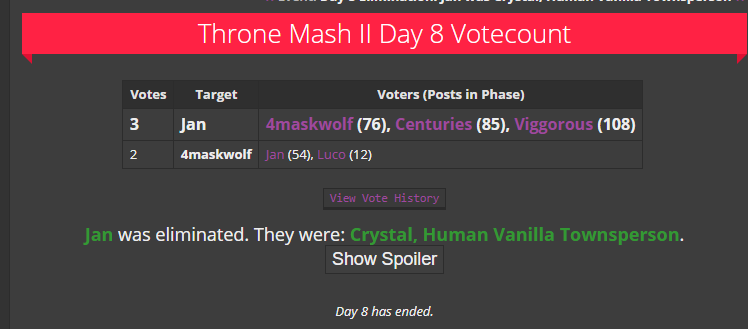 Event Day 8 Elimination: Jan was Crystal, Human Vanilla Townsperson
Throne Mash II Day 8 Votecount
Votes Target Voters (Posts in Phase)
3 Jan 4maskwolf (76), Centuries (85), Viggorous (108)
2 4maskwolf Jan (54), Luco (12)
View Vote History
Jan was eliminated. They were: Crystal, Human Vanilla Townsperson.
Show Spoiler
Day 8 has ended.